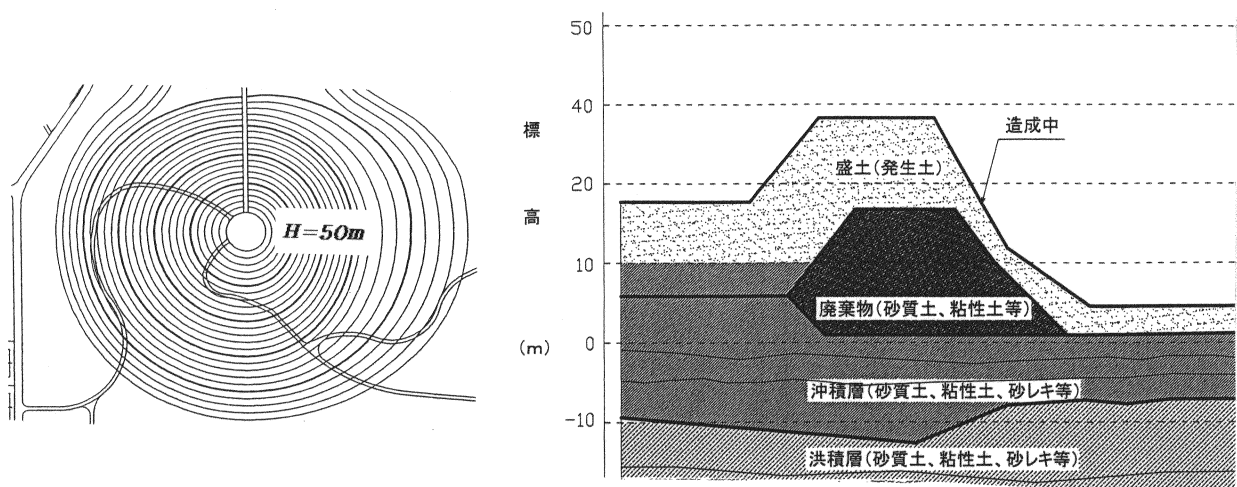 H=50m
標
高
(m)
50
40
20
10
0
-10
造成中
盛土(発生土)
廃棄物(砂質土、粘性土等)
沖積層(砂質土、粘性土、砂レキ等)
洪積層(砂質土、粘性土、砂レキ等)